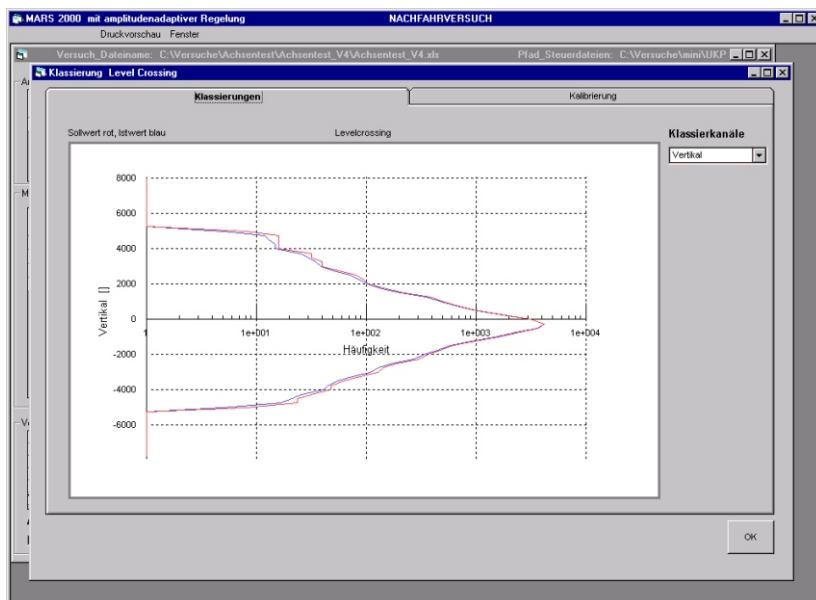 MARS 2000 mit amplitudenadaptiver Regelung NACHFAHRVERSUCH
Druckvorschau Fenster
Versuch_Dateiname: C:\Versuche\Achsentest\Achsentest_V4\Achsentest_V4.xls Pfad_Steuerdateien: C:\Versuche\mini\UKP
Klassierung Level Crossing
Klassierungen Kalibrierung
Sollwert rot, Istwert blau Levelcrossing Klassierkanäle
Vertikal
8000
6000
4000
2000
0
-2000
-4000
-6000
Vertikal []
1 1e+001 1e+002 1e+003 1e+004
Häufigkeit
OK